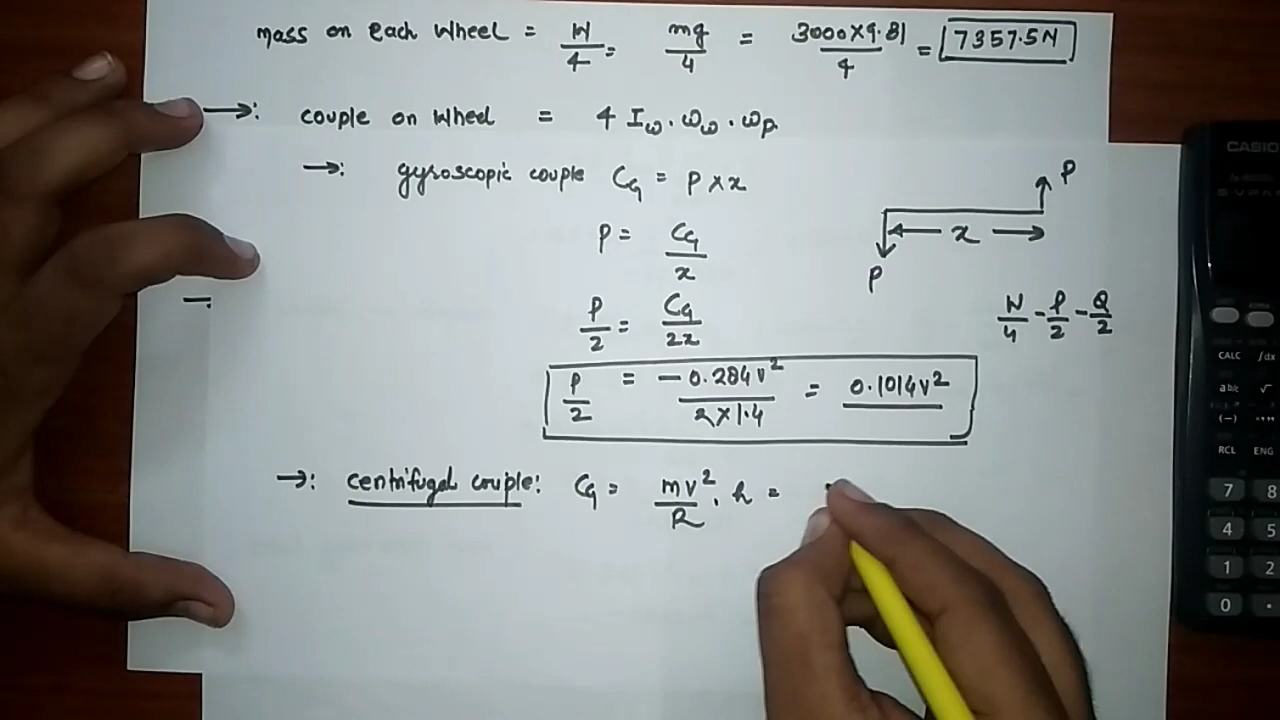 mass on each wheel = W/4 = mg/4 = 3000×9.81/4 = 7357.5N
→: couple on wheel = 4 Iω . ωω . ωp
→: gyroscopic couple CG = P×x
P
P = CG/x
x
P
P/2 = CG/2x
W/4 - P/2 - Q/2
P/2 = -0.284v²/2×1.4 = 0.1014v²
→: centrifugal couple: CG = mv²/R . h =
CASIO
CALC ∫dx
(-)
RCL ENG
7 8
4 5
1 2
0 .